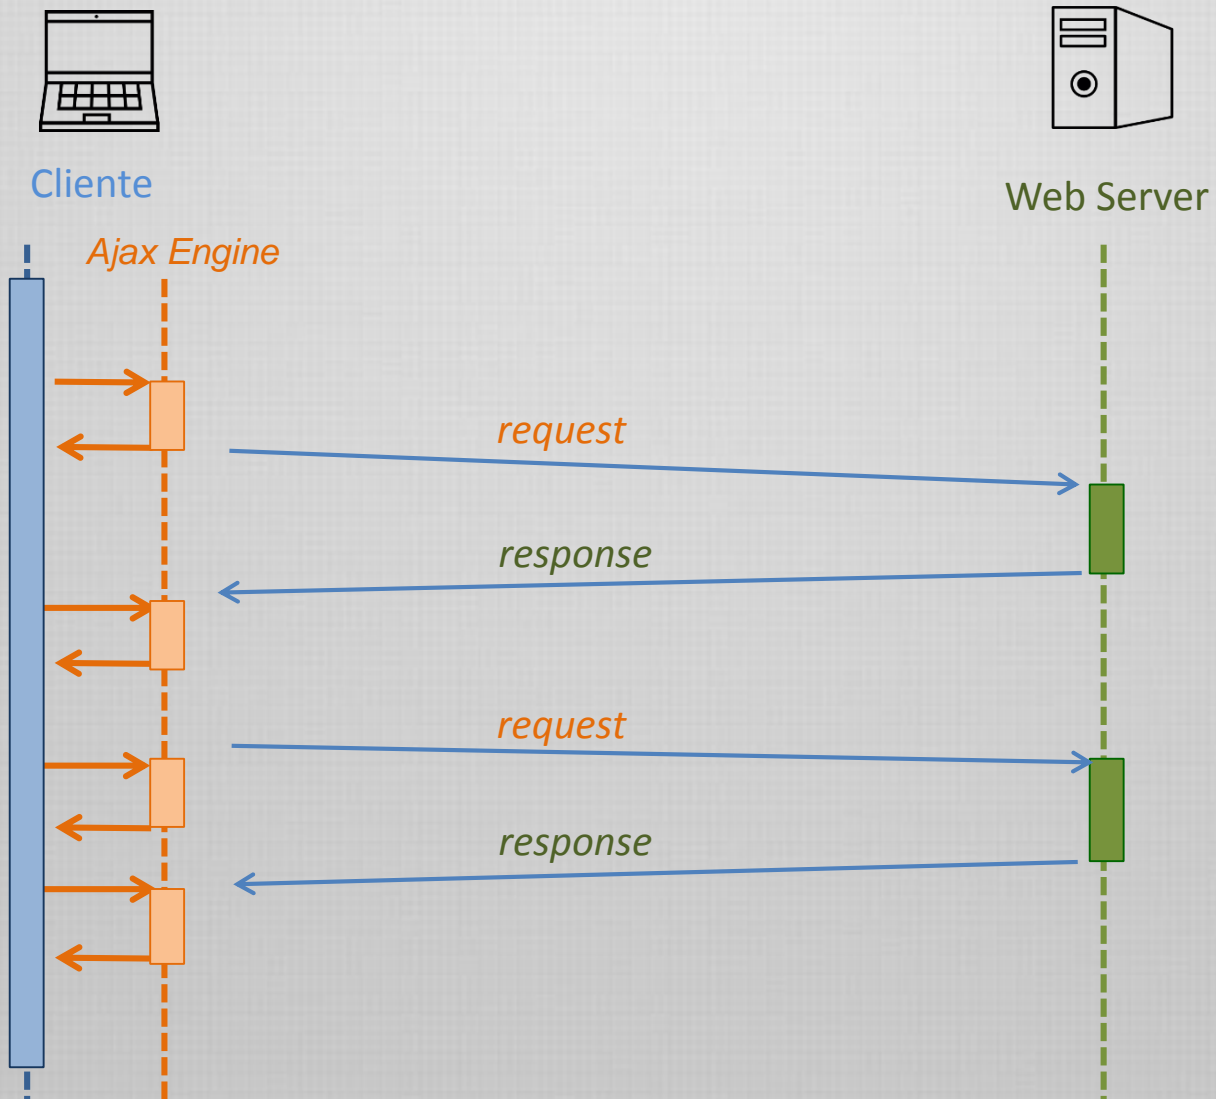 Cliente
Web Server
Ajax Engine
request
response
request
response